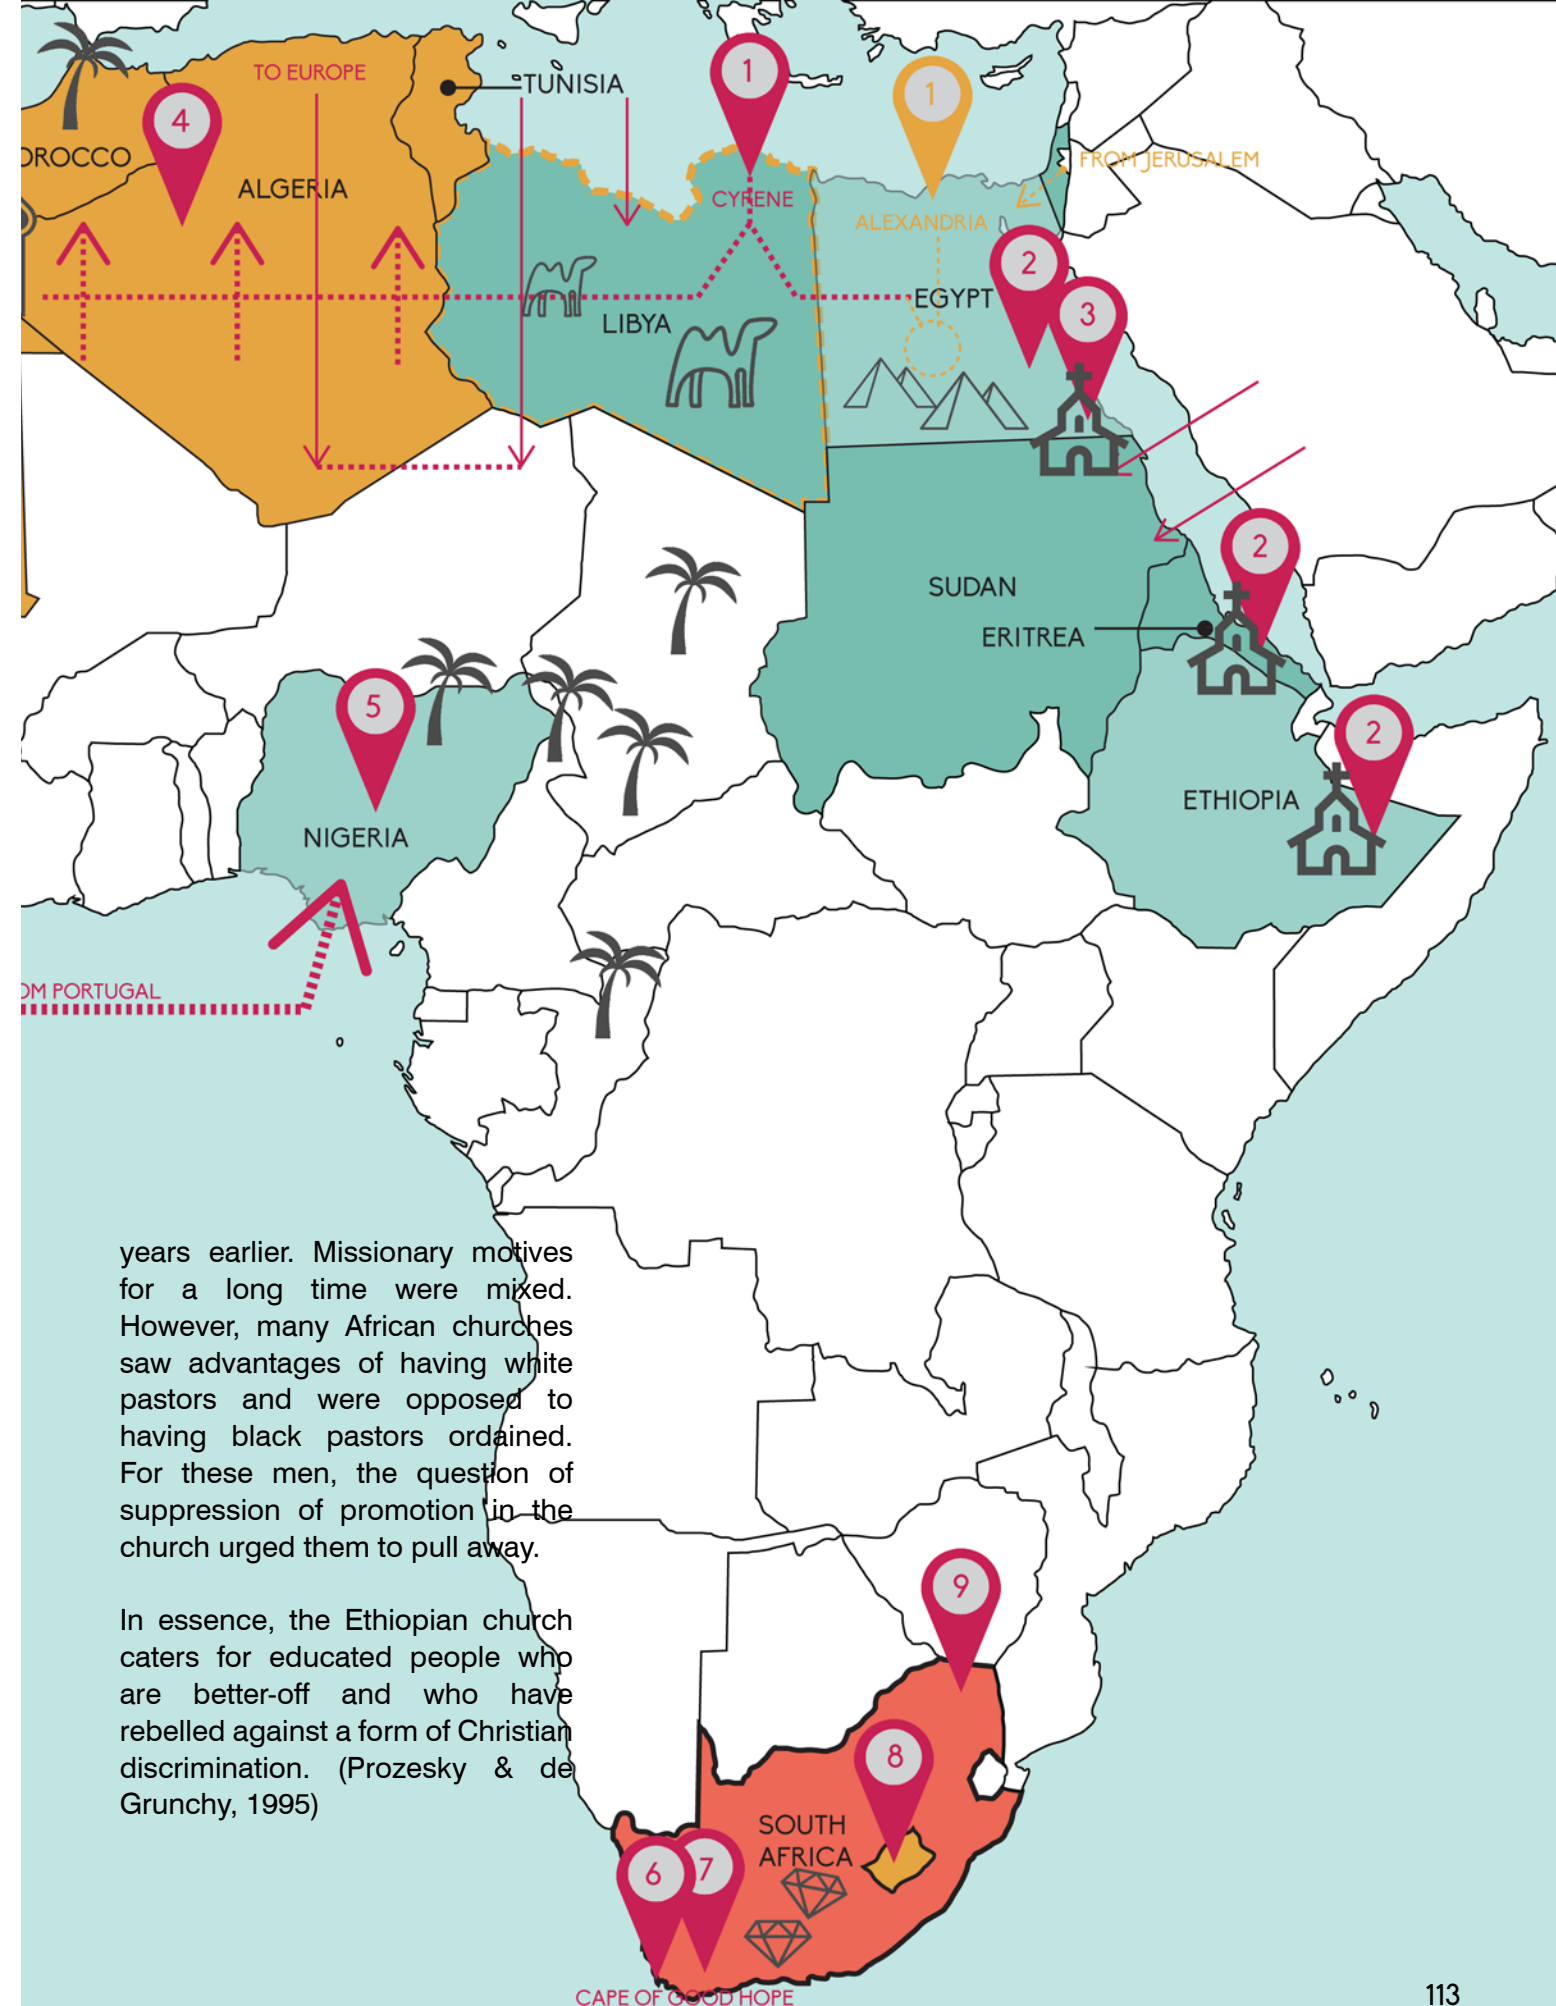 TO EUROPE
TUNISIA
1
1
4
OROCCO
ALGERIA
FROM JERUSALEM
CYRENE
ALEXANDRIA
2
EGYPT
3
LIBYA
2
SUDAN
ERITREA
5
2
NIGERIA
ETHIOPIA
OM PORTUGAL
years earlier. Missionary motives
for a long time were mixed.
However, many African churches
saw advantages of having white
pastors and were opposed to
having black pastors ordained.
For these men, the question of
suppression of promotion in the
church urged them to pull away.
In essence, the Ethiopian church
caters for educated people who
are better-off and who have
rebelled against a form of Christian
discrimination. (Prozesky & de
Grunchy, 1995)
9
8
SOUTH
AFRICA
6
7
CAPE OF GOOD HOPE
113